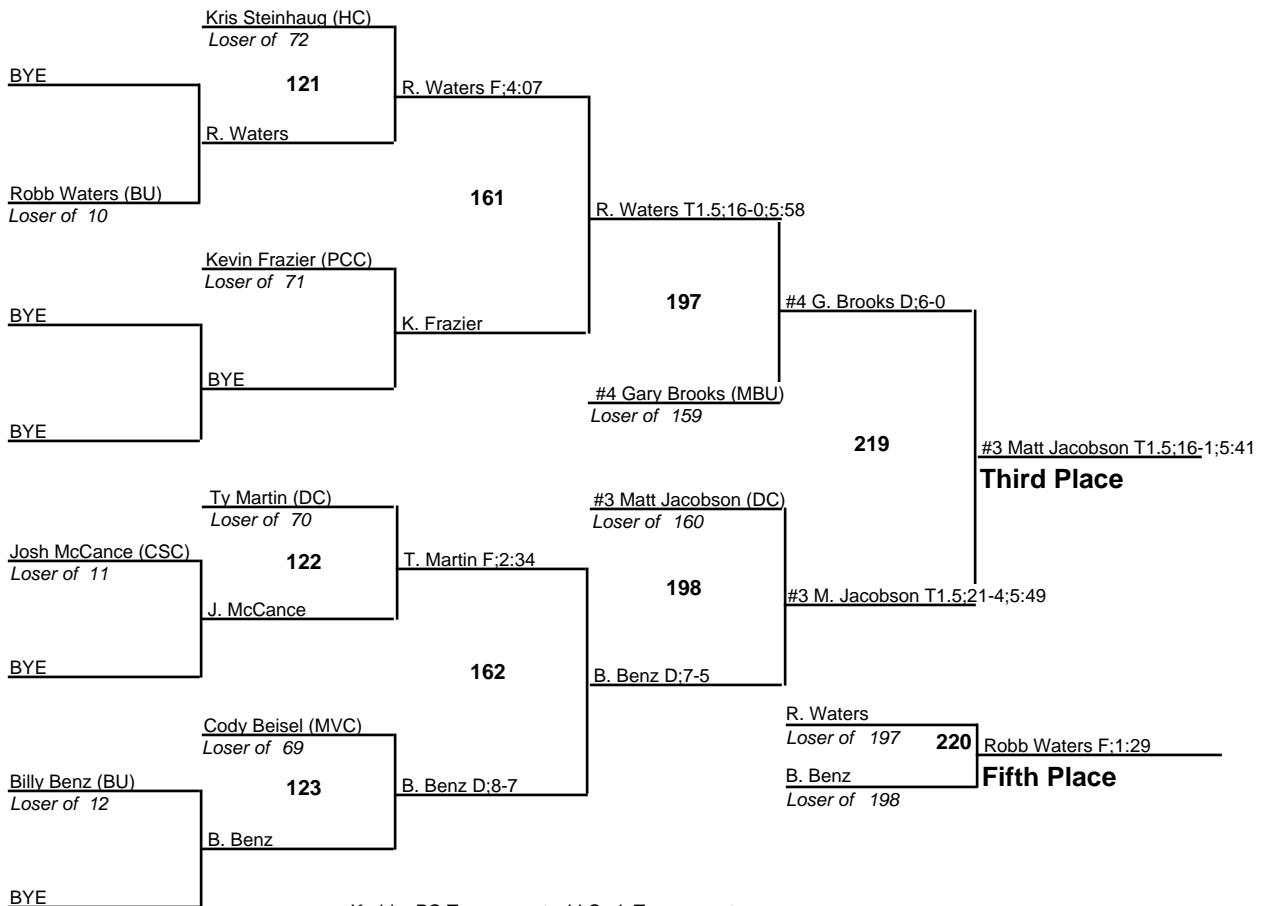 Kris Steinhaug (HC)
Loser of 72
BYE
121
R. Waters F;4:07
R. Waters
Robb Waters (BU)
Loser of 10
161
R. Waters T1.5;16-0;5:58
Kevin Frazier (PCC)
Loser of 71
197
#4 G. Brooks D;6-0
BYE
K. Frazier
BYE
#4 Gary Brooks (MBU)
Loser of 159
BYE
219
#3 Matt Jacobson T1.5;16-1;5:41
Third Place
Ty Martin (DC)
Loser of 70
#3 Matt Jacobson (DC)
Loser of 160
Josh McCance (CSC)
Loser of 11
122
T. Martin F;2:34
198
#3 M. Jacobson T1.5;21-4;5:49
J. McCance
BYE
162
B. Benz D;7-5
Cody Beisel (MVC)
Loser of 69
R. Waters
Loser of 197
220
Robb Waters F;1:29
Fifth Place
Billy Benz (BU)
Loser of 12
123
B. Benz D;8-7
B. Benz
Loser of 198
B. Benz
BYE